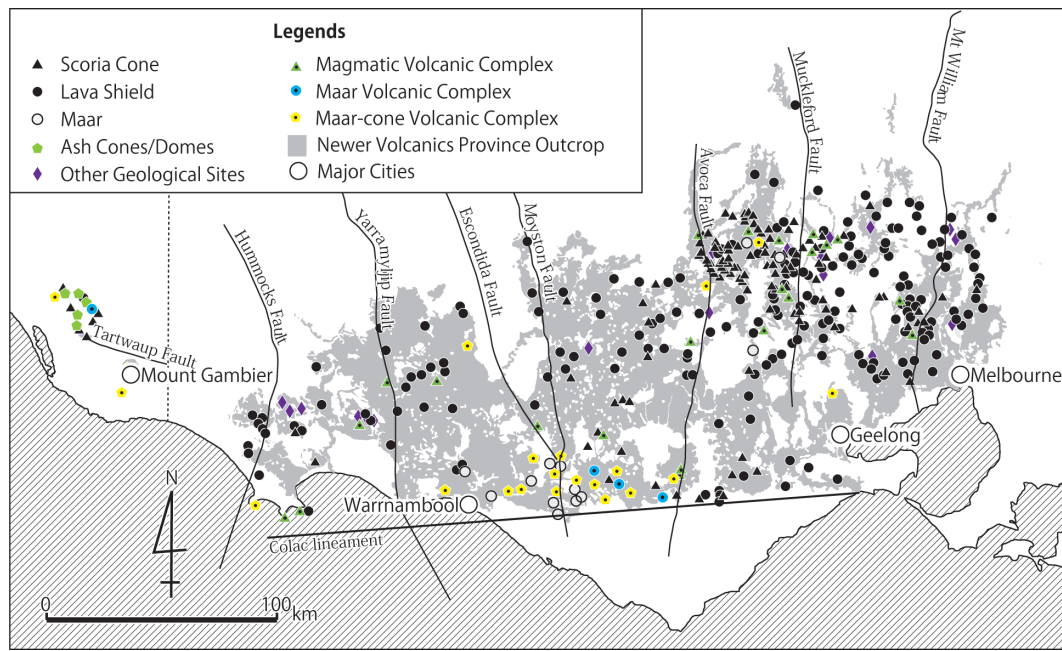 Legends
Scoria Cone
Lava Shield
Maar
Ash Cones/Domes
Other Geological Sites
Magmatic Volcanic Complex
Maar Volcanic Complex
Maar-cone Volcanic Complex
Newer Volcanics Province Outcrop
Major Cities
Hummocks Fault
Yarramyljip Fault
Escondida Fault
Moyston Fault
Avoca Fault
Muckleford Fault
Mt William Fault
Tartwaup Fault
Mount Gambier
Melbourne
Geelong
Warrnambool
Colac lineament
N
0
100
km